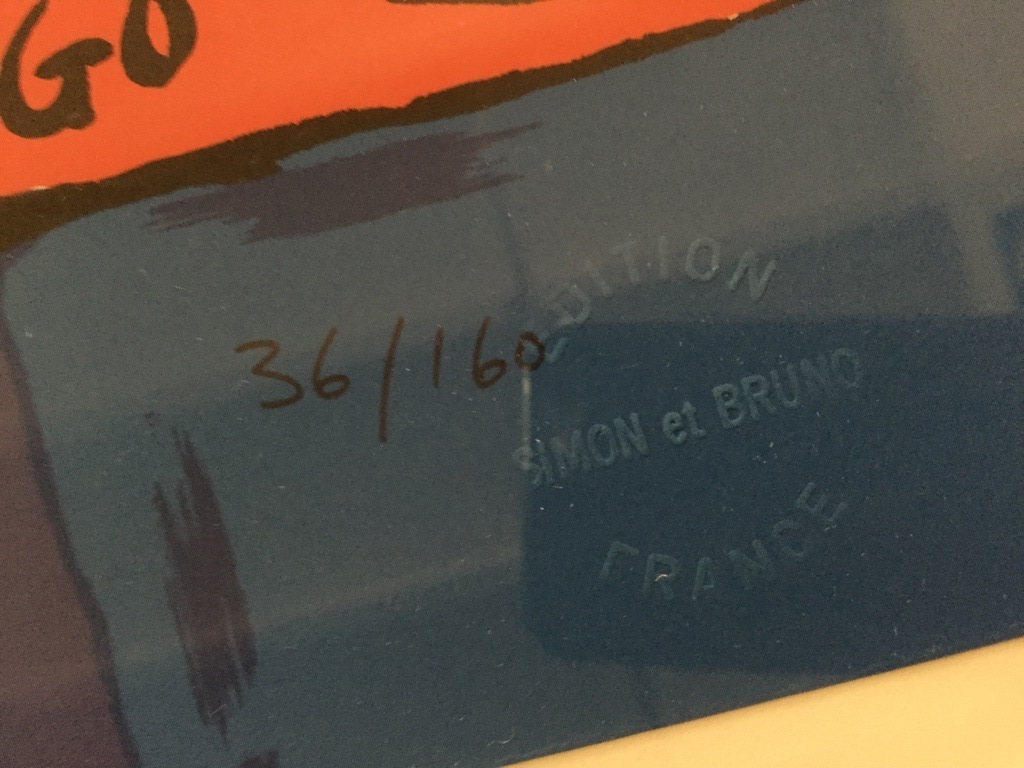 GO
36/160
EDITION
SIMON et BRUNO
FRANCE